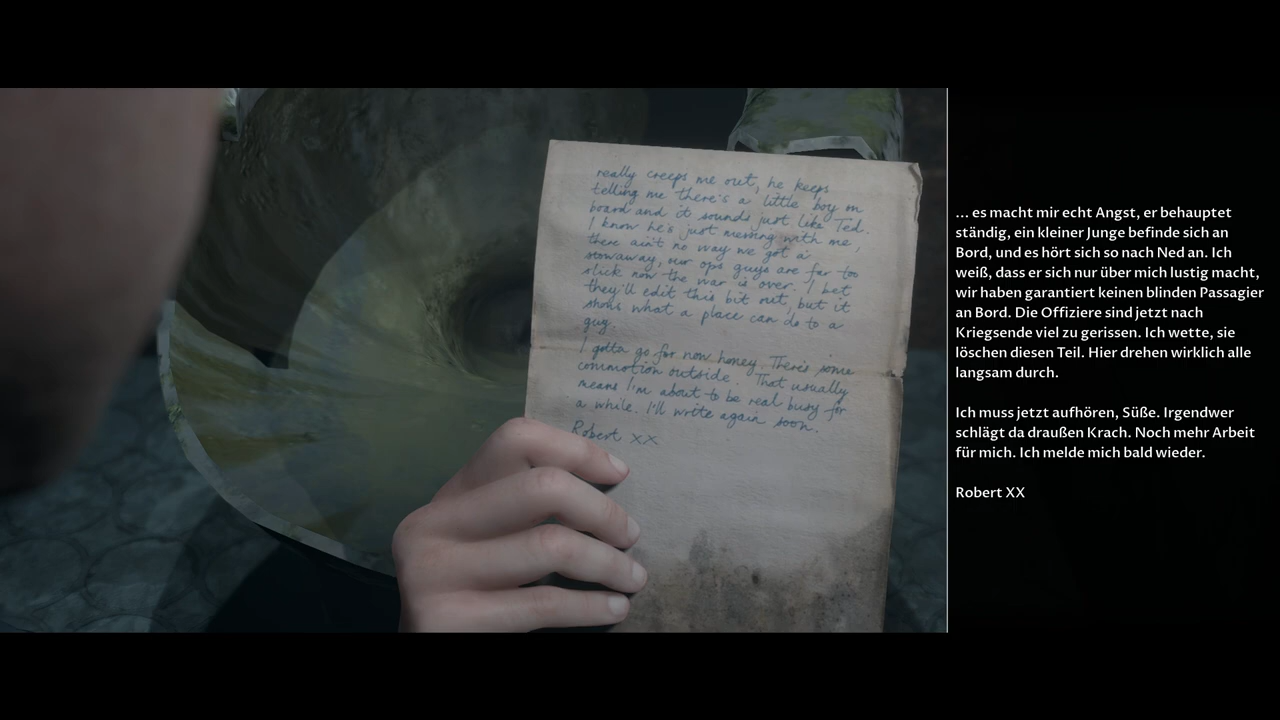 really creeps me out, he keeps
telling me there's a little boy on
board and it sounds just like Ted.
I know he's just messing with me,
there ain't no way we got a
stowaway, our ops guys are far too
slick now the war is over. I bet
they'll edit this bit out, but it
shows what a place can do to a
guy.
I gotta go for now honey. There's some
commotion outside. That usually
means I'm about to be real busy for
a while. I'll write again soon.
Robert XX
... es macht mir echt Angst, er behauptet
ständig, ein kleiner Junge befinde sich an
Bord, und es hört sich so nach Ned an. Ich
weiß, dass er sich nur über mich lustig macht,
wir haben garantiert keinen blinden Passagier
an Bord. Die Offiziere sind jetzt nach
Kriegsende viel zu gerissen. Ich wette, sie
löschen diesen Teil. Hier drehen wirklich alle
langsam durch.
Ich muss jetzt aufhören, Süße. Irgendwer
schlägt da draußen Krach. Noch mehr Arbeit
für mich. Ich melde mich bald wieder.
Robert XX